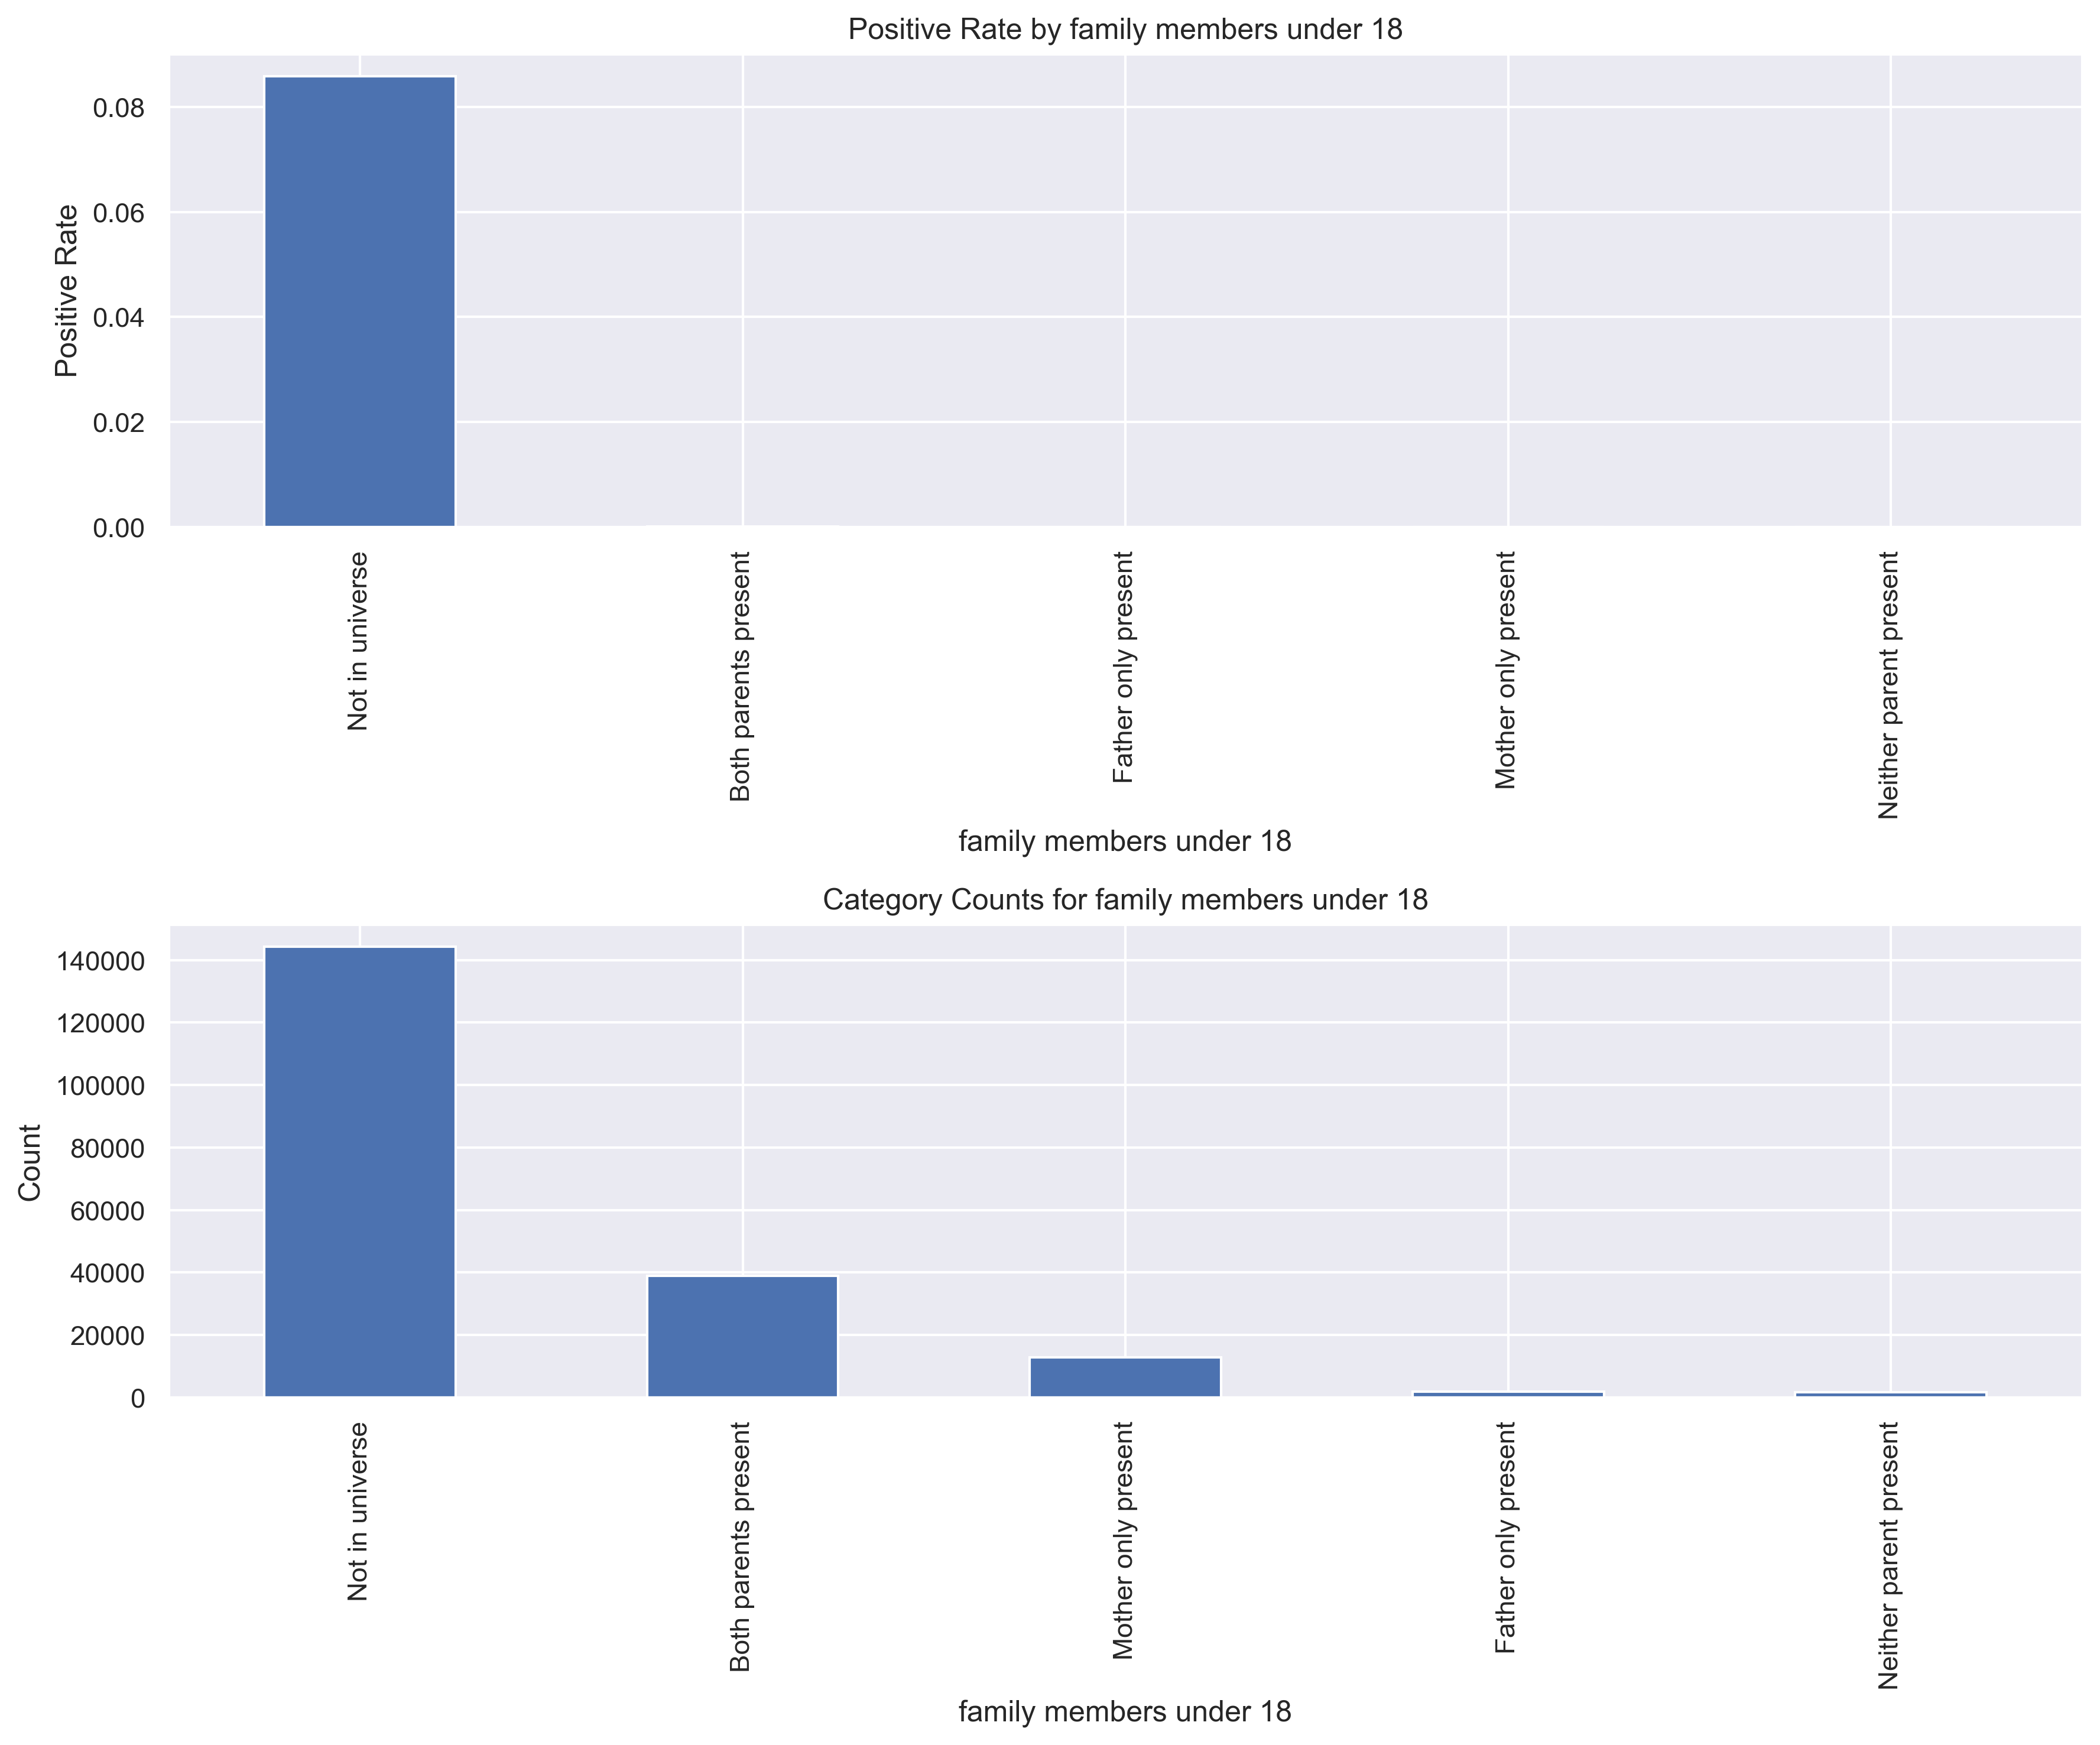 Positive Rate by family members under 18
Positive Rate
0.08
0.06
0.04
0.02
0.00
Not in universe
Both parents present
Father only present
Mother only present
Neither parent present
family members under 18
Category Counts for family members under 18
Count
140000
120000
100000
80000
60000
40000
20000
0
Not in universe
Both parents present
Mother only present
Father only present
Neither parent present
family members under 18